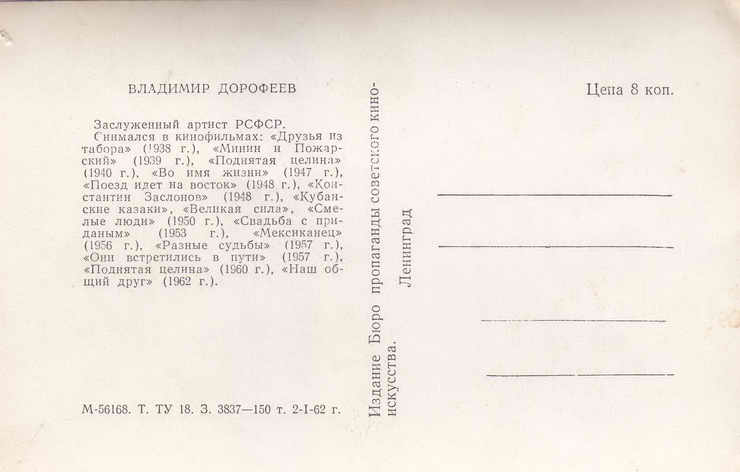 ВЛАДИМИР ДОРОФЕЕВ
Заслуженный артист РСФСР.
Снимался в кинофильмах: «Друзья из
табора» (1938 г.), «Минин и Пожар-
ский» (1939 г.), «Поднятая целина»
(1940 г.), «Во имя жизни» (1947 г.),
«Поезд идет на восток» (1948 г.), «Кон-
стантин Заслонов» (1948 г.), «Кубан-
ские казаки», «Великая сила», «Сме-
лые люди» (1950 г.), «Свадьба с при-
даным» (1953 г.), «Мексиканец»
(1956 г.), «Разные судьбы» (1957 г.),
«Они встретились в пути» (1957 г.),
«Поднятая целина» (1960 г.), «Наш об-
щий друг» (1962 г.).
М-56168. Т. ТУ 18. З. 3837—150 т. 2-I-62 г.
Издание Бюро пропаганды советского кино-
искусства.
Ленинград
Цена 8 коп.